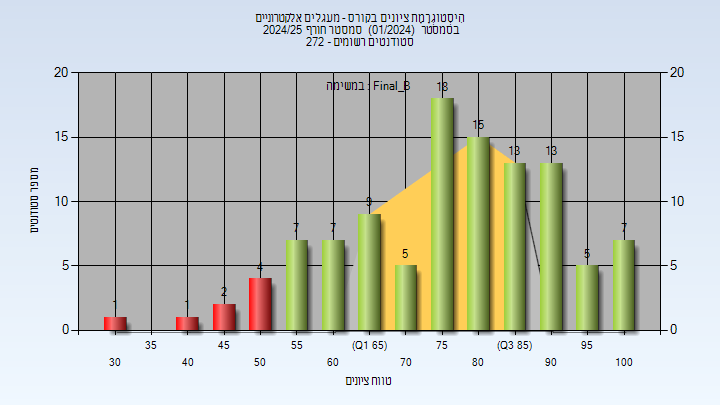 הִיסְטוֹגְרָמַת ציונים בקורס - מעגלים אלקטרוניים
בסמסטר (01/2024) סמסטר חורף 2024/25
סטודנטים רשומים - 272
במשימה : Final_B
מספר סטודנטים
20 20
15 15
10 10
5 5
0 0
1 1 2 4 7 7 9 5 18 15 13 13 5 7
35 45 55 (Q1 65) 75 (Q3 85) 95
30 40 50 60 70 80 90 100
טווח ציונים